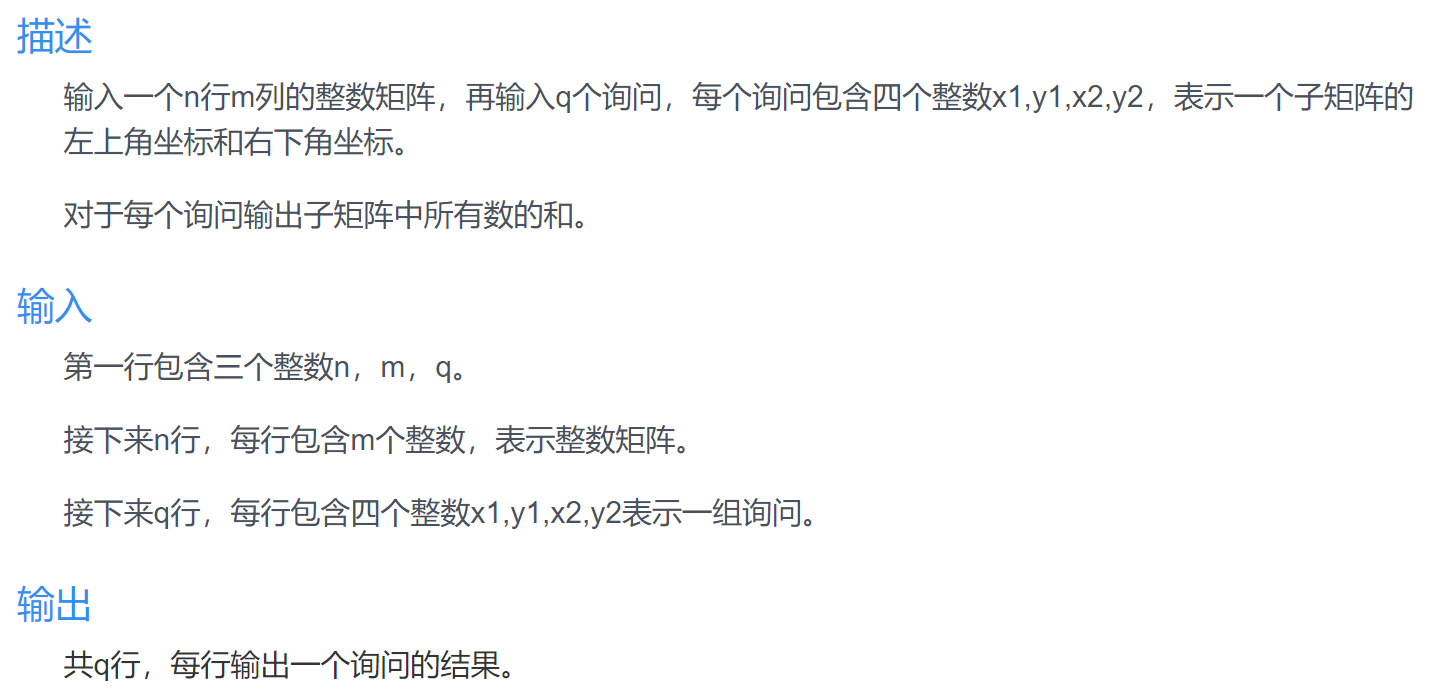 描述
输入一个n行m列的整数矩阵，再输入q个询问，每个询问包含四个整数x1,y1,x2,y2，表示一个子矩阵的
左上角坐标和右下角坐标。
对于每个询问输出子矩阵中所有数的和。
输入
第一行包含三个整数n，m，q。
接下来n行，每行包含m个整数，表示整数矩阵。
接下来q行，每行包含四个整数x1,y1,x2,y2表示一组询问。
输出
共q行，每行输出一个询问的结果。